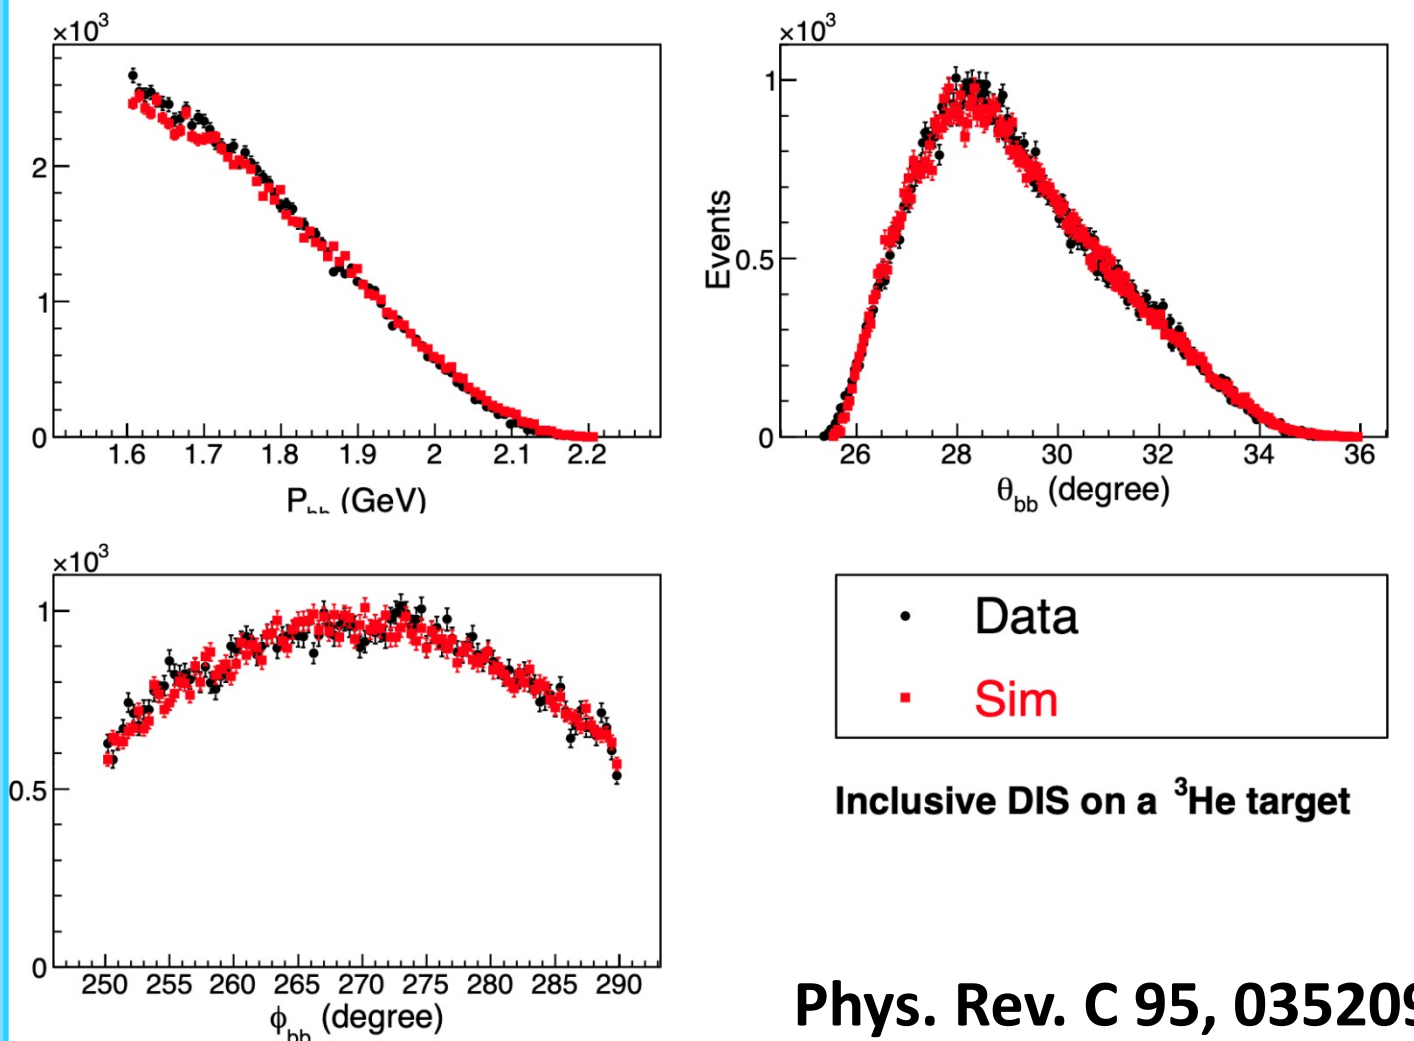 ×10³
2
1
0
1.6 1.7 1.8 1.9 2 2.1 2.2
P (GeV)
×10³
1
0.5
0
Events
26 28 30 32 34 36
θbb (degree)
×10³
1
0.5
0
250 255 260 265 270 275 280 285 290
ϕbb (degree)
Data
Sim
Inclusive DIS on a ³He target
Phys. Rev. C 95, 035209